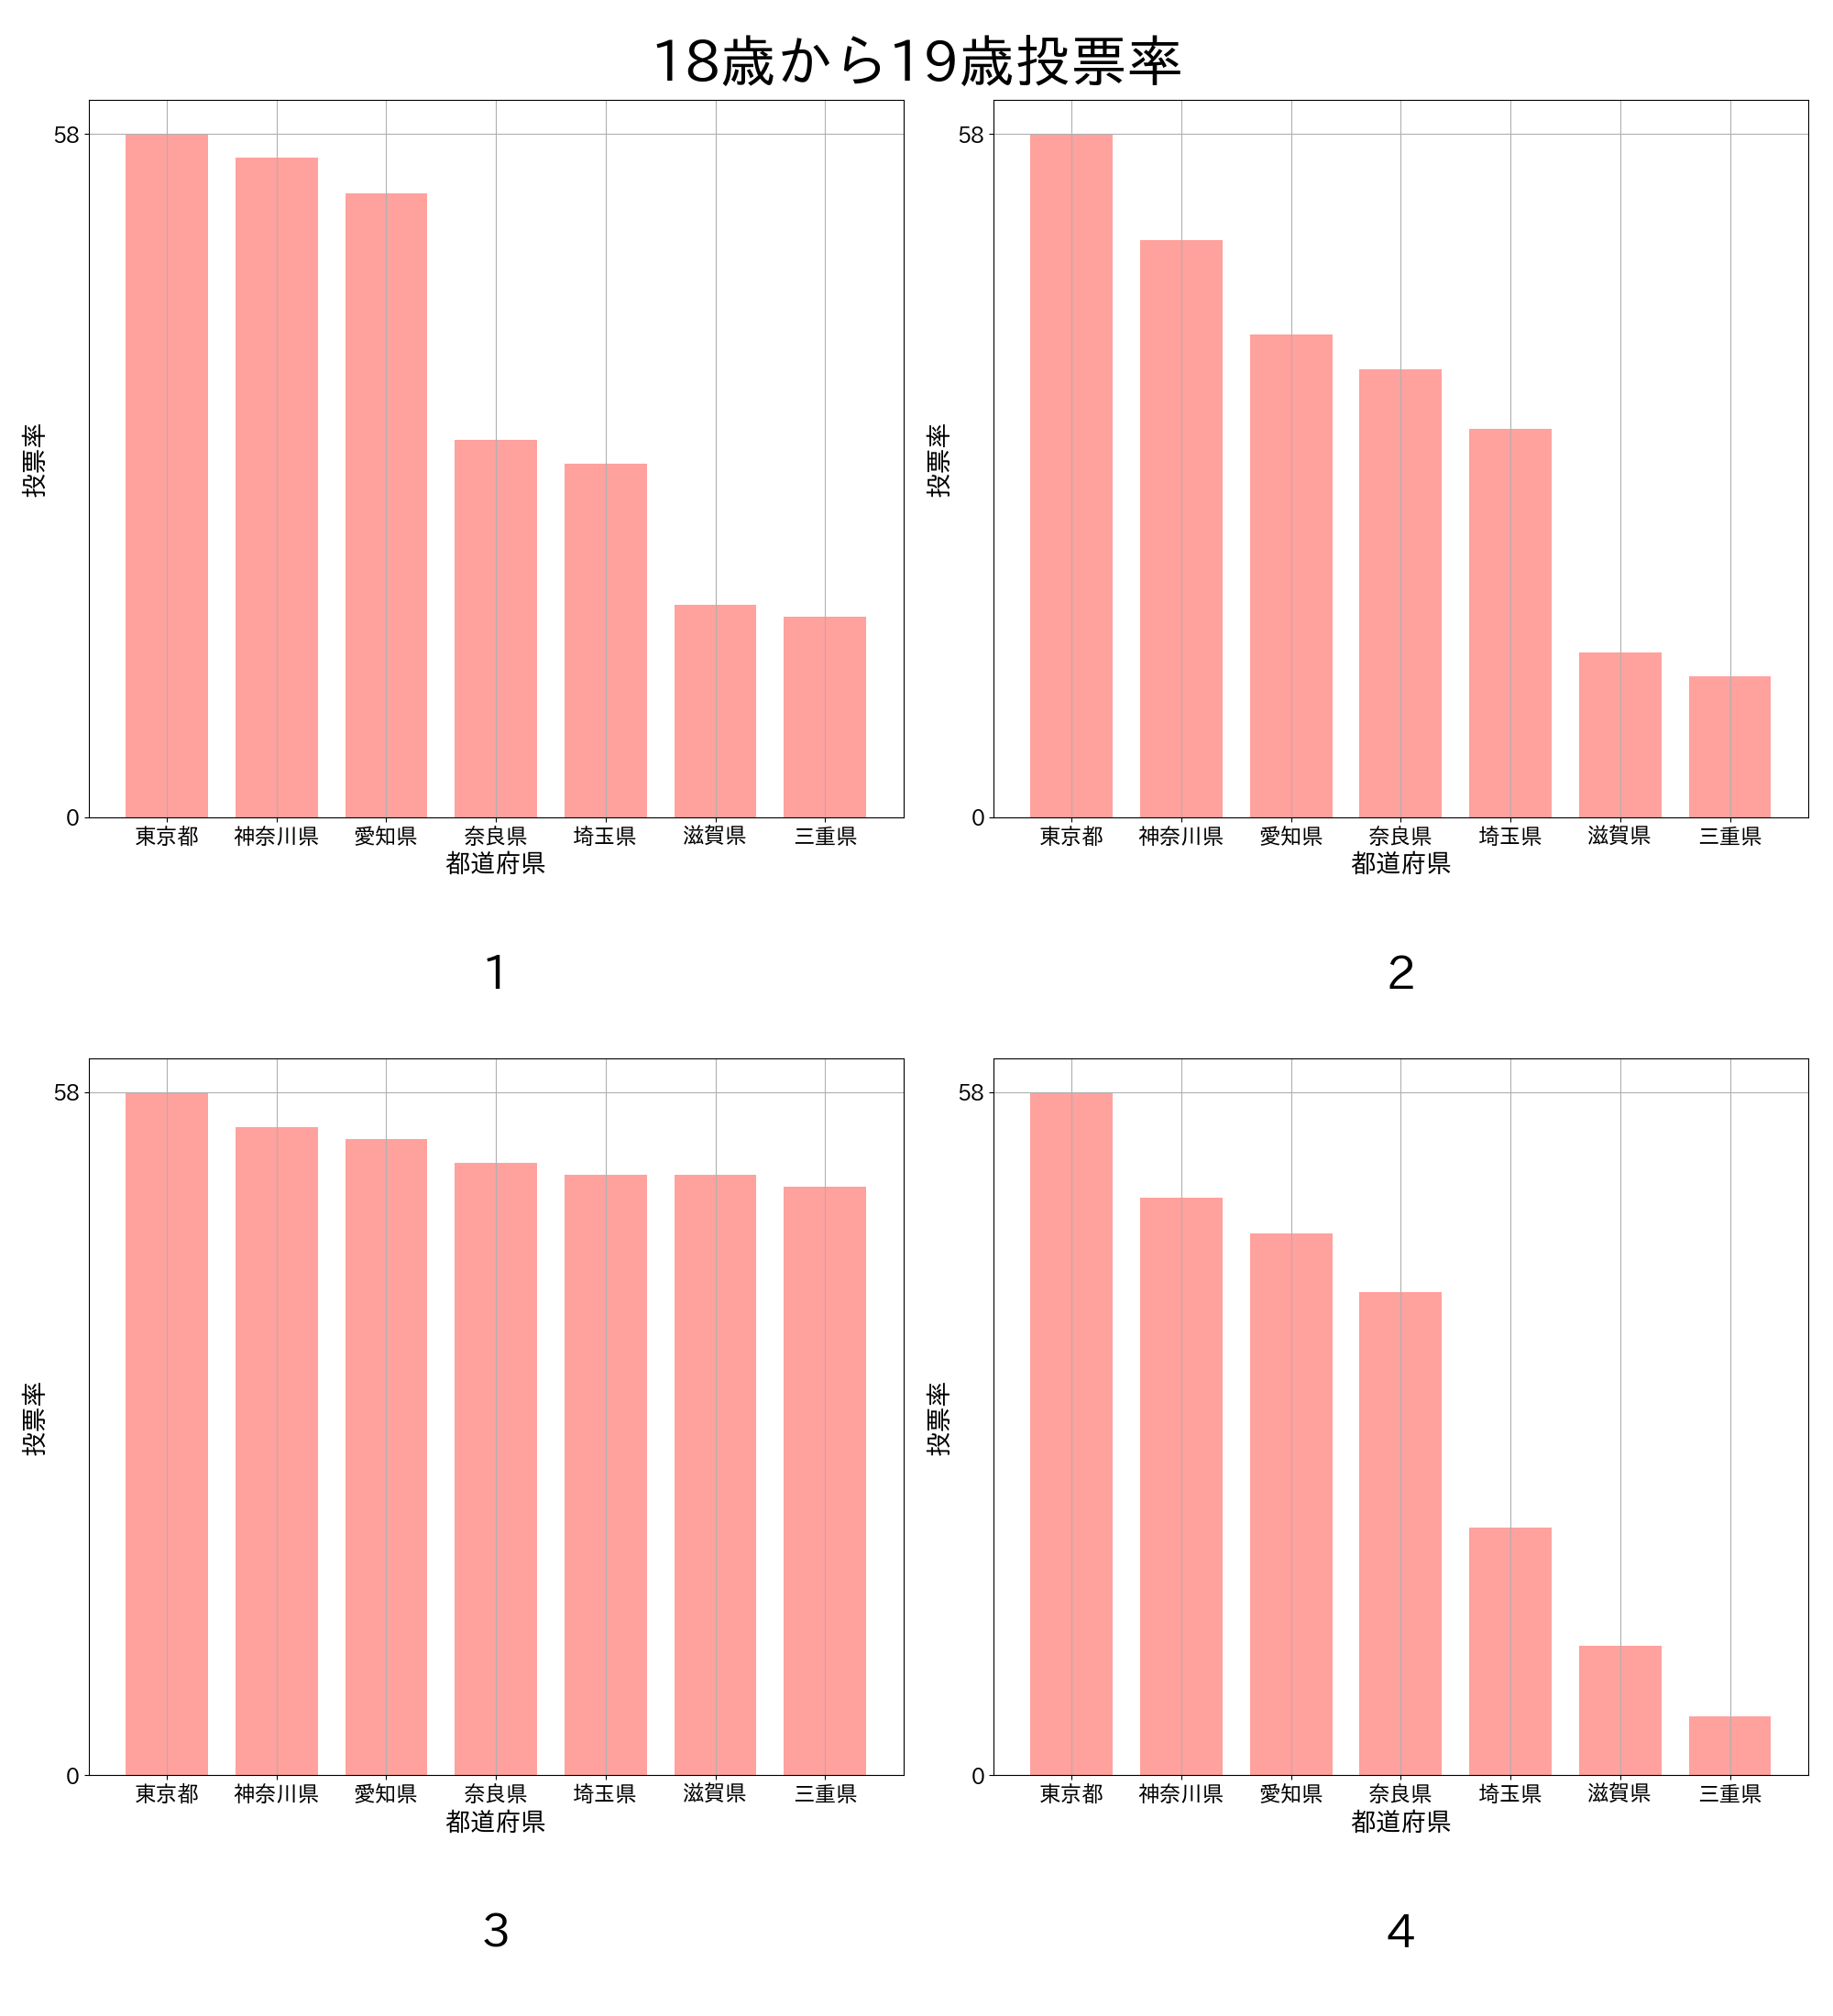 18歳から19歳投票率
58
0
投票率
東京都 神奈川県 愛知県 奈良県 埼玉県 滋賀県 三重県
都道府県
1
58
0
投票率
東京都 神奈川県 愛知県 奈良県 埼玉県 滋賀県 三重県
都道府県
2
58
0
投票率
東京都 神奈川県 愛知県 奈良県 埼玉県 滋賀県 三重県
都道府県
3
58
0
投票率
東京都 神奈川県 愛知県 奈良県 埼玉県 滋賀県 三重県
都道府県
4